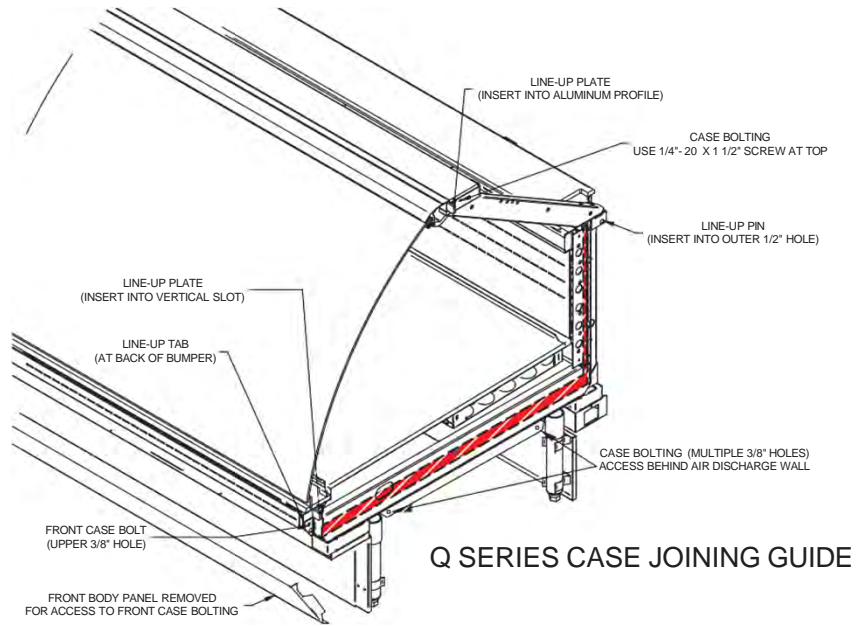 LINE-UP PLATE
(INSERT INTO ALUMINUM PROFILE)
CASE BOLTING
USE 1/4"- 20 X 1 1/2" SCREW AT TOP
LINE-UP PIN
(INSERT INTO OUTER 1/2" HOLE)
LINE-UP PLATE
(INSERT INTO VERTICAL SLOT)
LINE-UP TAB
(AT BACK OF BUMPER)
CASE BOLTING (MULTIPLE 3/8" HOLES)
ACCESS BEHIND AIR DISCHARGE WALL
FRONT CASE BOLT
(UPPER 3/8" HOLE)
Q SERIES CASE JOINING GUIDE
FRONT BODY PANEL REMOVED
FOR ACCESS TO FRONT CASE BOLTING